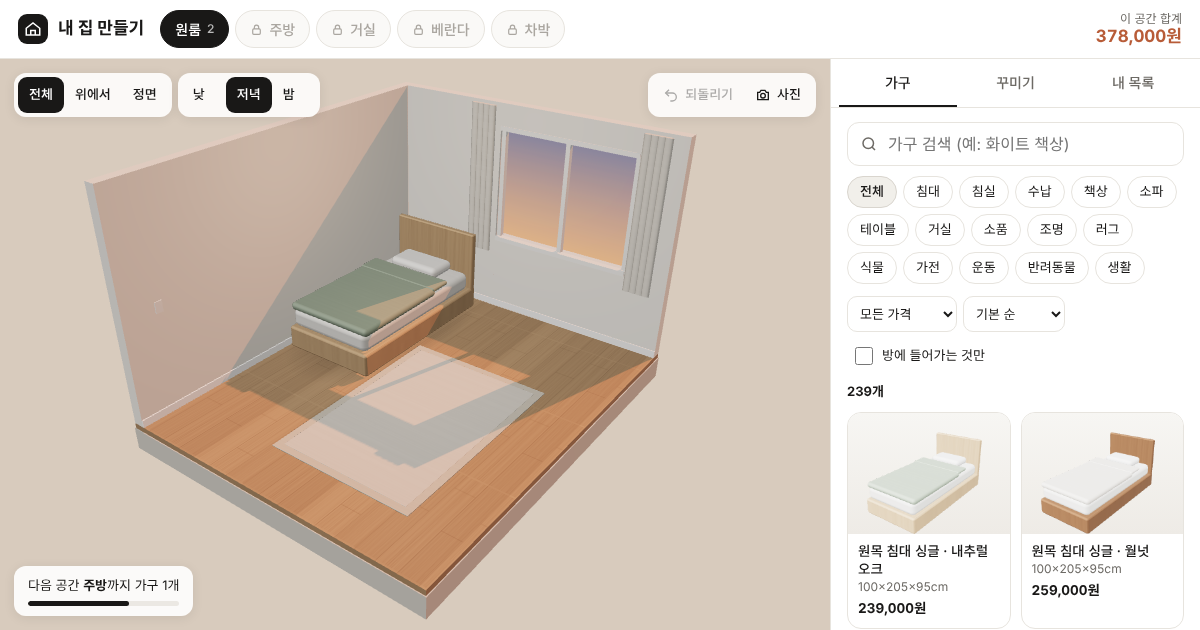 내 집 만들기
원룸 2
주방
거실
베란다
차박
이 공간 합계
378,000원
전체
위에서
정면
낮
저녁
밤
되돌리기
사진
가구
꾸미기
내 목록
가구 검색 (예: 화이트 책상)
전체
침대
침실
수납
책상
소파
테이블
거실
소품
조명
러그
식물
가전
운동
반려동물
생활
모든 가격
기본 순
방에 들어가는 것만
239개
원목 침대 싱글 · 내추럴
오크
100×205×95cm
239,000원
원목 침대 싱글 · 월넛
100×205×95cm
259,000원
다음 공간 주방까지 가구 1개